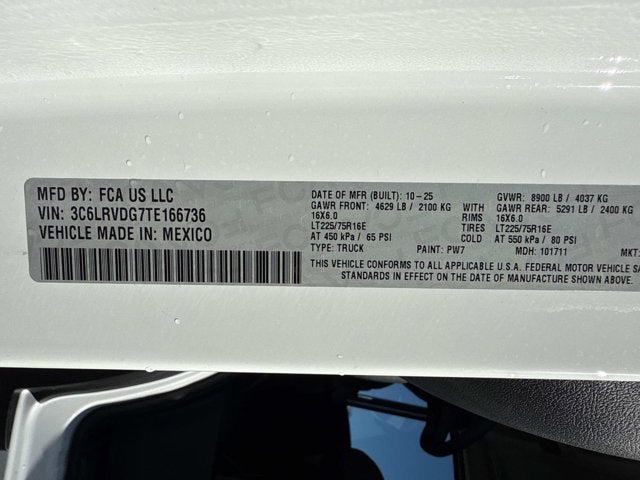 MFD BY: FCA US LLC
VIN: 3C6LRVDG7TE166736
VEHICLE MADE IN: MEXICO
DATE OF MFR (BUILT): 10-25 GVWR: 8900 LB / 4037 KG
GAWR FRONT: 4629 LB / 2100 KG WITH GAWR REAR: 5291 LB / 2400 KG
16X6.0 RIMS 16X6.0
LT225/75R16E TIRES LT225/75R16E
AT 450 kPa / 65 PSI COLD AT 550 kPa / 80 PSI
TYPE: TRUCK PAINT: PW7 MDH: 101711 MKT:
THIS VEHICLE CONFORMS TO ALL APPLICABLE U.S.A. FEDERAL MOTOR VEHICLE SA
STANDARDS IN EFFECT ON THE DATE OF MANUFACTURE SHOWN ABOVE.